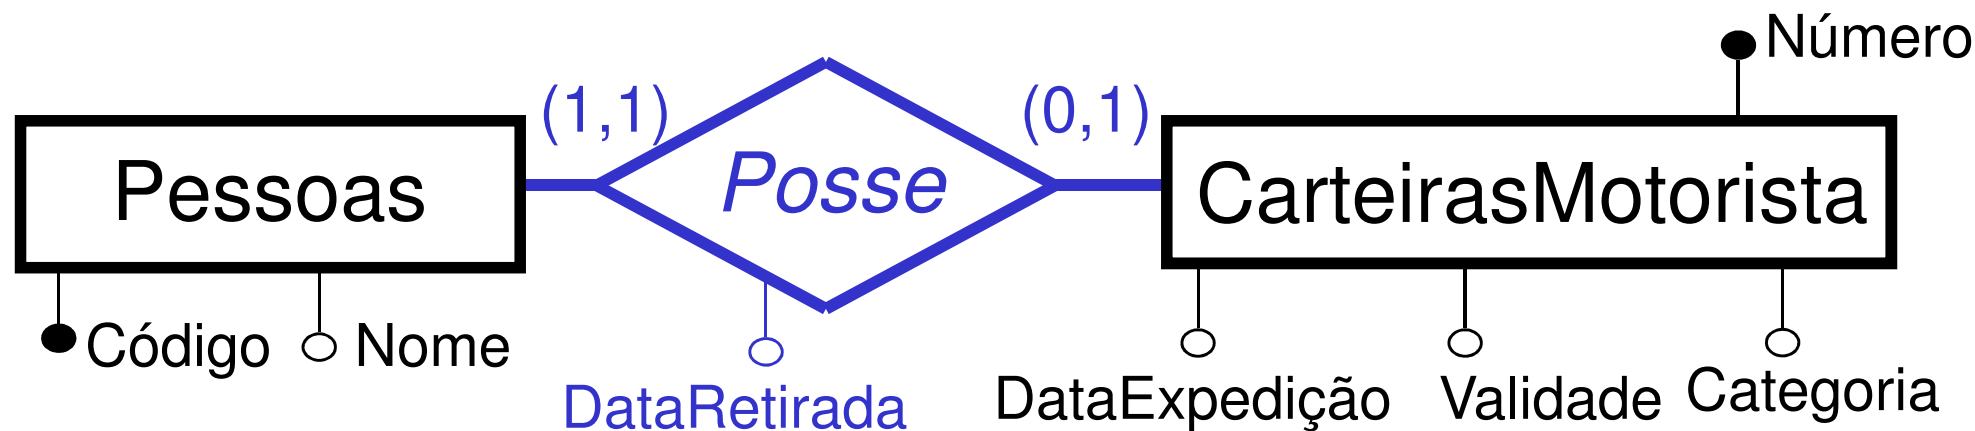 Número
(1,1)
(0,1)
Pessoas
Posse
CarteirasMotorista
Código
Nome
DataRetirada
DataExpedição
Validade
Categoria